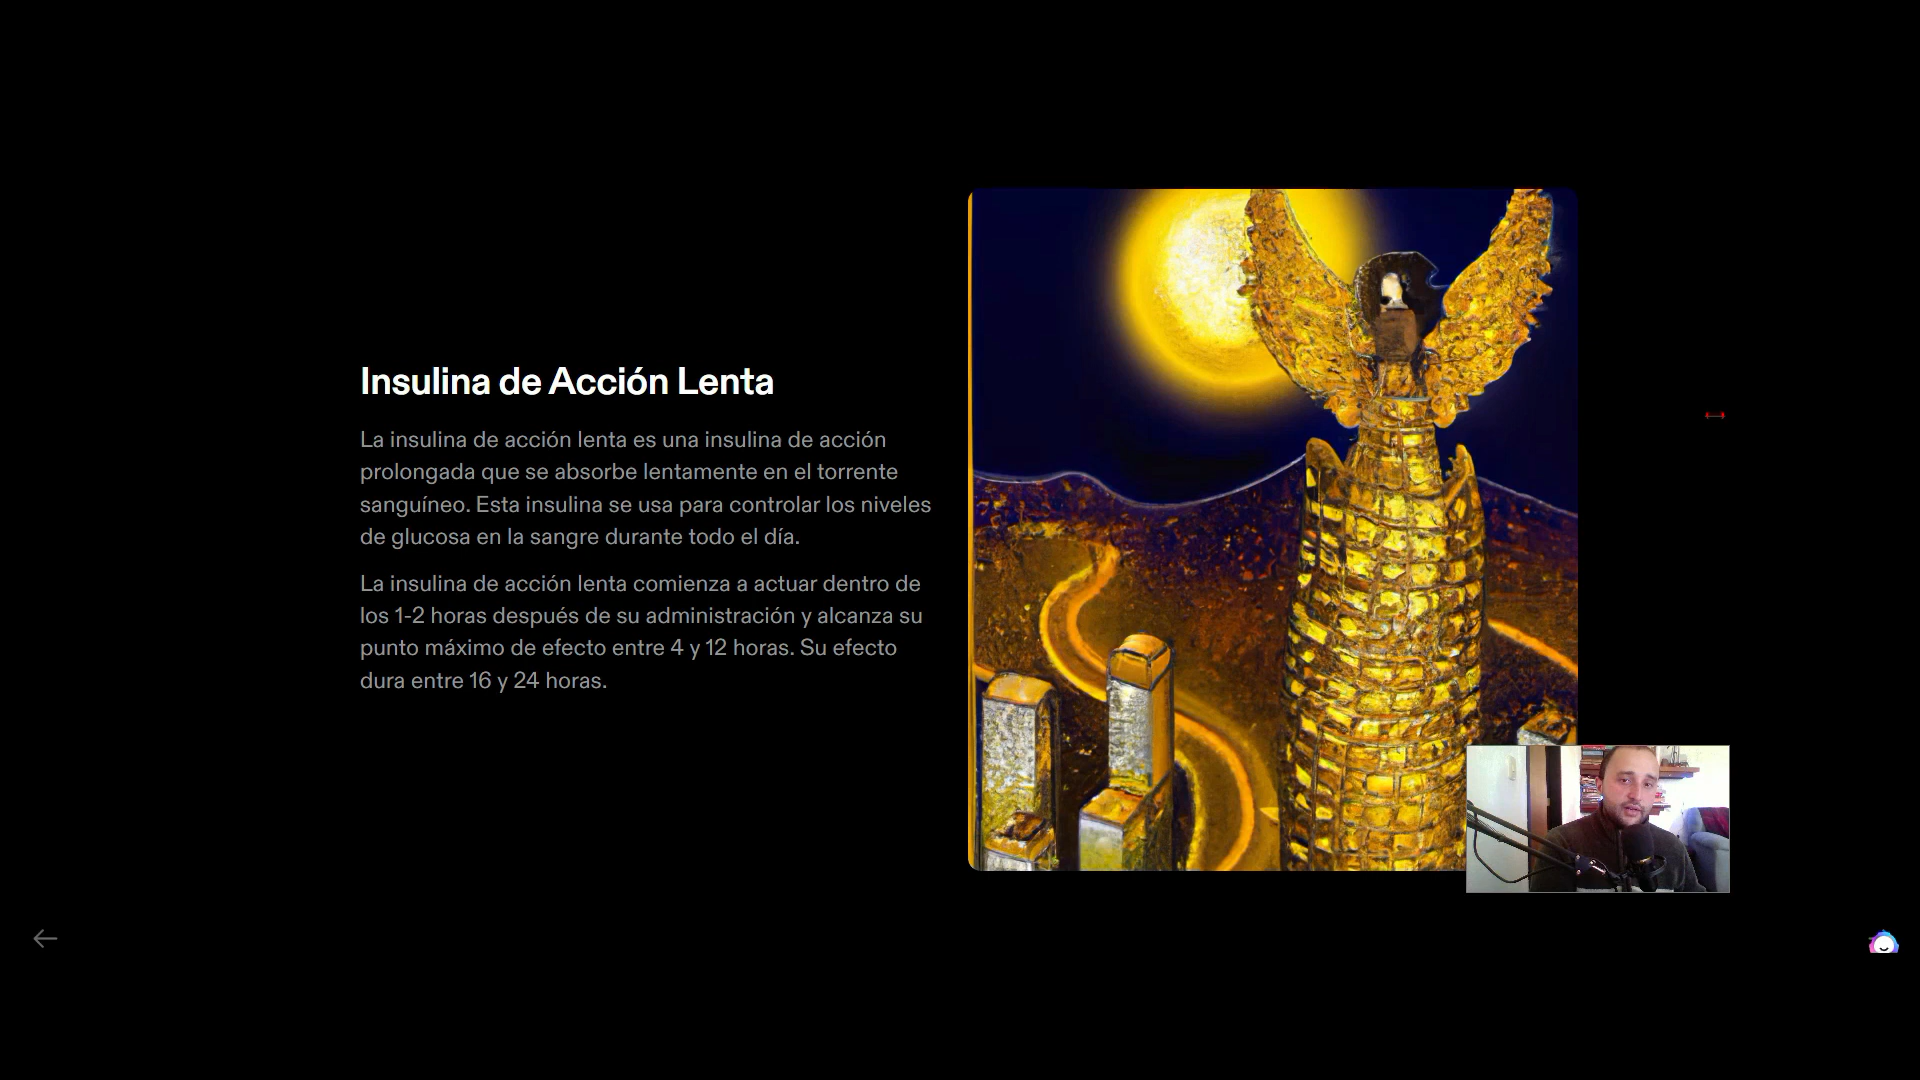 Insulina de Acción Lenta
La insulina de acción lenta es una insulina de acción
prolongada que se absorbe lentamente en el torrente
sanguíneo. Esta insulina se usa para controlar los niveles
de glucosa en la sangre durante todo el día.
La insulina de acción lenta comienza a actuar dentro de
los 1-2 horas después de su administración y alcanza su
punto máximo de efecto entre 4 y 12 horas. Su efecto
dura entre 16 y 24 horas.